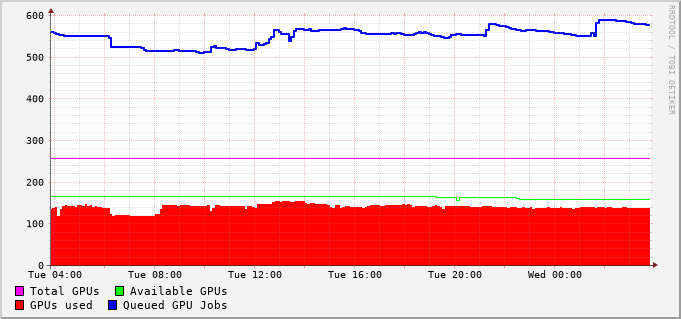 600
500
400
300
200
100
0
Tue 04:00 Tue 08:00 Tue 12:00 Tue 16:00 Tue 20:00 Wed 00:00
Total GPUs Available GPUs
GPUs used Queued GPU Jobs
RRDTOOL / TOBI OETIKER